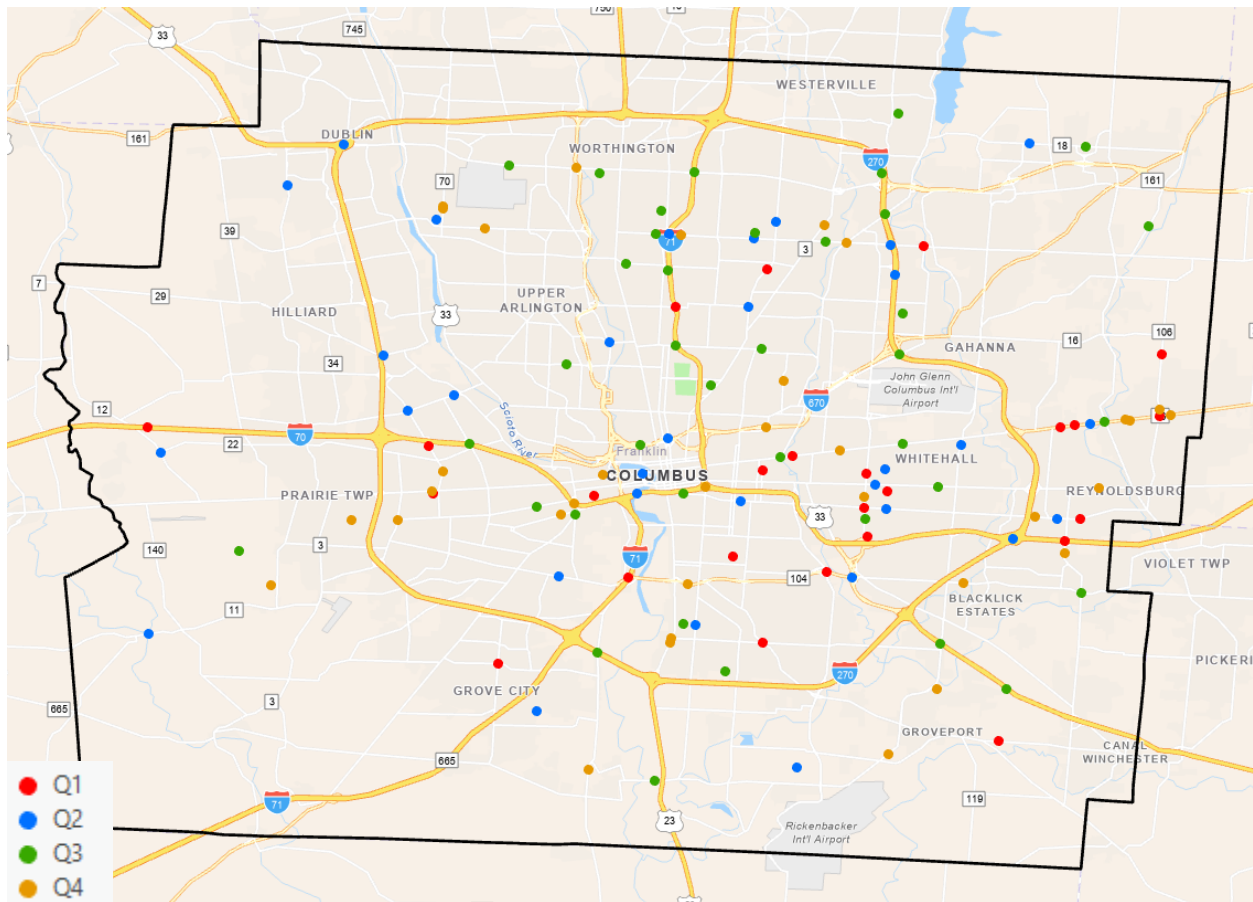 33
745
750
WESTERVILLE
161
DUBLIN
WORTHINGTON
18
270
70
161
39
71
3
7
29
UPPER
ARLINGTON
HILLIARD
33
106
16
GAHANNA
34
John Glenn
Columbus Int'l
Airport
670
12
Scioto River
70
22
Franklin
WHITEHALL
COLUMBUS
PRAIRIE TWP
REYNOLDSBURG
33
3
140
71
104
VIOLET TWP
11
BLACKLICK
ESTATES
PICKERI
270
GROVE CITY
3
665
GROVEPORT
CANAL
WINCHESTER
665
Q1
71
119
Q2
23
Rickenbacker
Int'l Airport
Q3
Q4